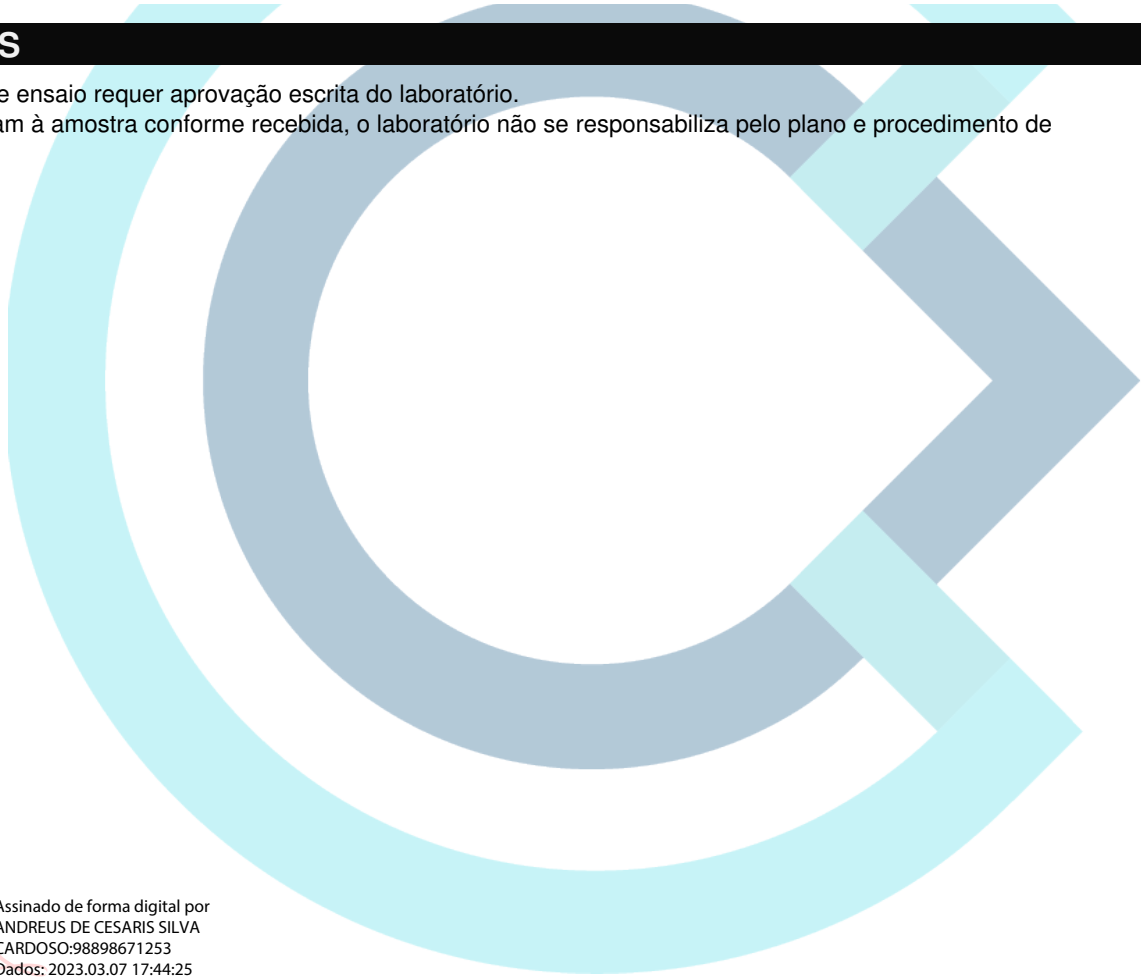 S
e ensaio requer aprovação escrita do laboratório.
am à amostra conforme recebida, o laboratório não se responsabiliza pelo plano e procedimento de
Assinado de forma digital por
ANDREUS DE CESARIS SILVA
CARDOSO:98898671253
Dados: 2023.03.07 17:44:25